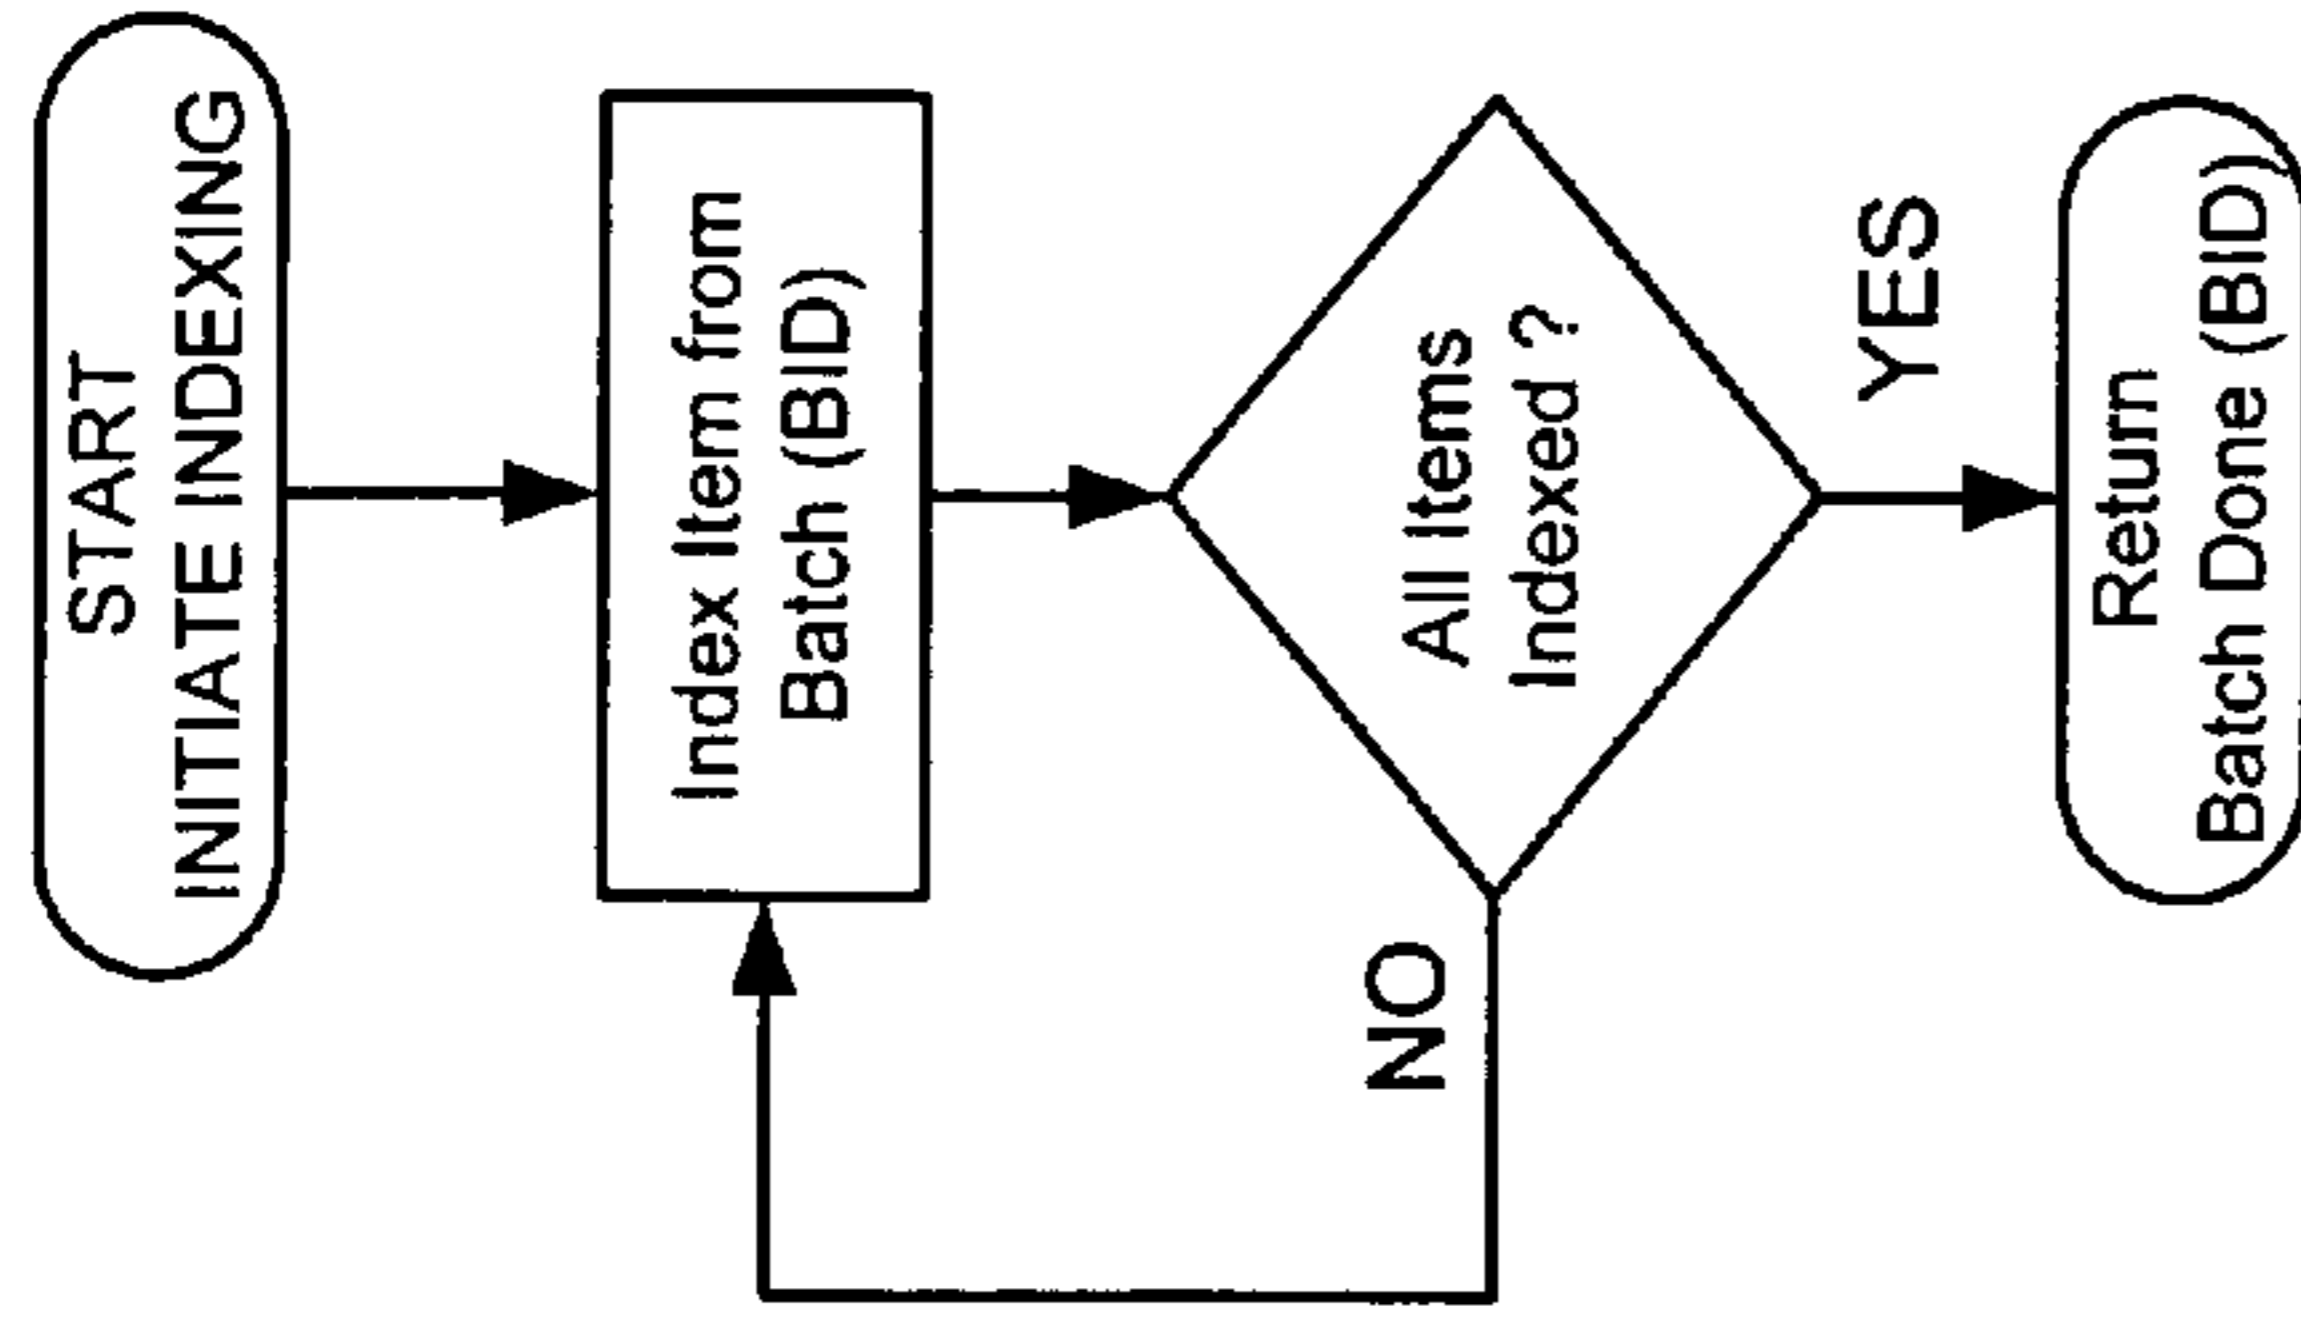 START
INITIATE INDEXING
Index Item from
Batch (BID)
All Items
Indexed ?
NO
YES
Return
Batch Done (BID)